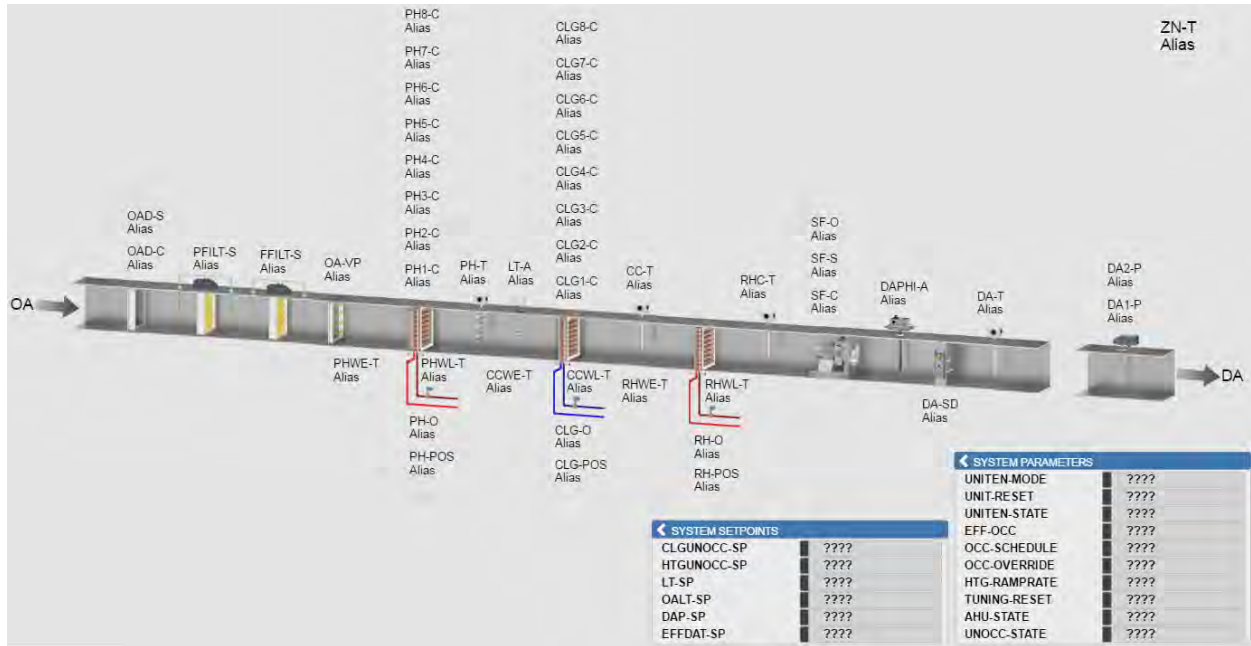 PH8-C
Alias
CLG8-C
Alias
ZN-T
Alias
PH7-C
Alias
CLG7-C
Alias
PH6-C
Alias
CLG6-C
Alias
PH5-C
Alias
CLG5-C
Alias
PH4-C
Alias
CLG4-C
Alias
PH3-C
Alias
CLG3-C
Alias
PH2-C
Alias
CLG2-C
Alias
PH1-C
Alias
CLG1-C
Alias
OAD-S
Alias
OAD-C
Alias
PFILT-S
Alias
FFILT-S
Alias
OA-VP
Alias
PH-T
Alias
LT-A
Alias
CC-T
Alias
RHC-T
Alias
SF-O
Alias
SF-S
Alias
SF-C
Alias
DAPHI-A
Alias
DA-T
Alias
DA2-P
Alias
DA1-P
Alias
OA
DA
PHWE-T
Alias
PHWL-T
Alias
CCWE-T
Alias
CCWL-T
Alias
RHWE-T
Alias
RHWL-T
Alias
DA-SD
Alias
PH-O
Alias
PH-POS
Alias
CLG-O
Alias
CLG-POS
Alias
RH-O
Alias
RH-POS
Alias
SYSTEM SETPOINTS
CLGUNOCC-SP ????
HTGUNOCC-SP ????
LT-SP ????
OALT-SP ????
DAP-SP ????
EFFDAT-SP ????
SYSTEM PARAMETERS
UNITEN-MODE ????
UNIT-RESET ????
UNITEN-STATE ????
EFF-OCC ????
OCC-SCHEDULE ????
OCC-OVERRIDE ????
HTG-RAMPRATE ????
TUNING-RESET ????
AHU-STATE ????
UNOCC-STATE ????